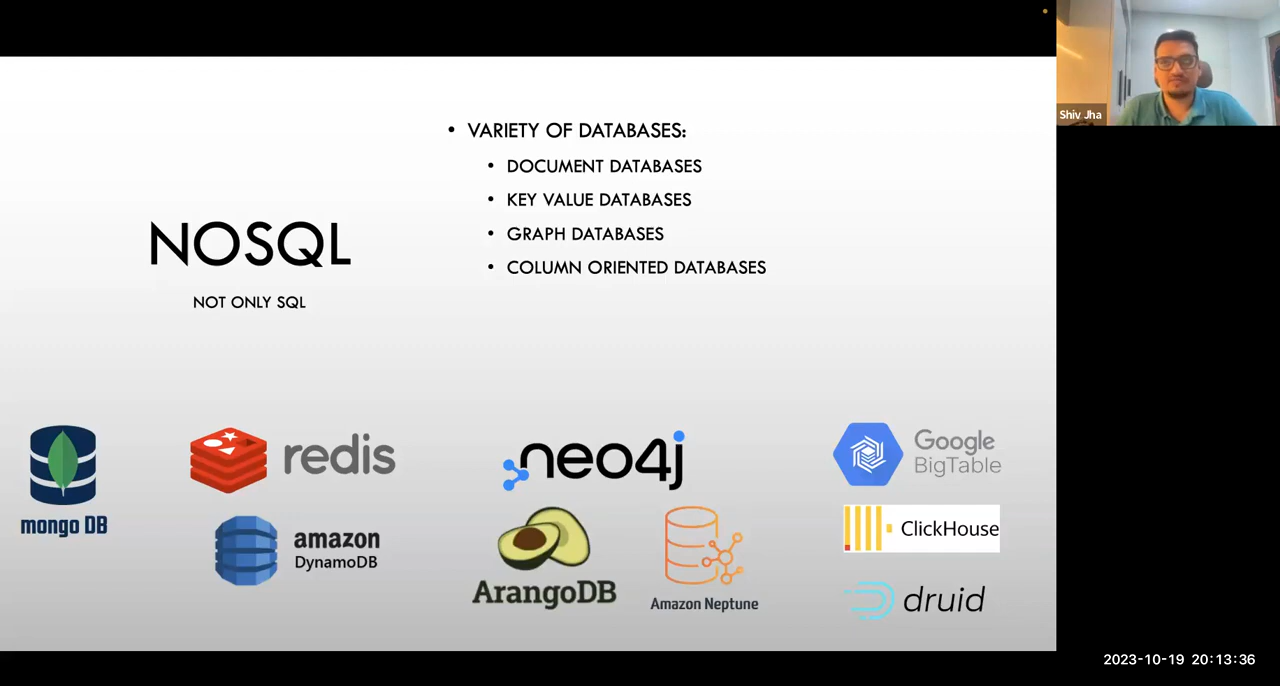 Shiv Jha
NOSQL
NOT ONLY SQL
• VARIETY OF DATABASES:
• DOCUMENT DATABASES
• KEY VALUE DATABASES
• GRAPH DATABASES
• COLUMN ORIENTED DATABASES
mongo DB
redis
amazon
DynamoDB
neo4j
ArangoDB
Amazon Neptune
Google
BigTable
ClickHouse
druid
2023-10-19 20:13:36